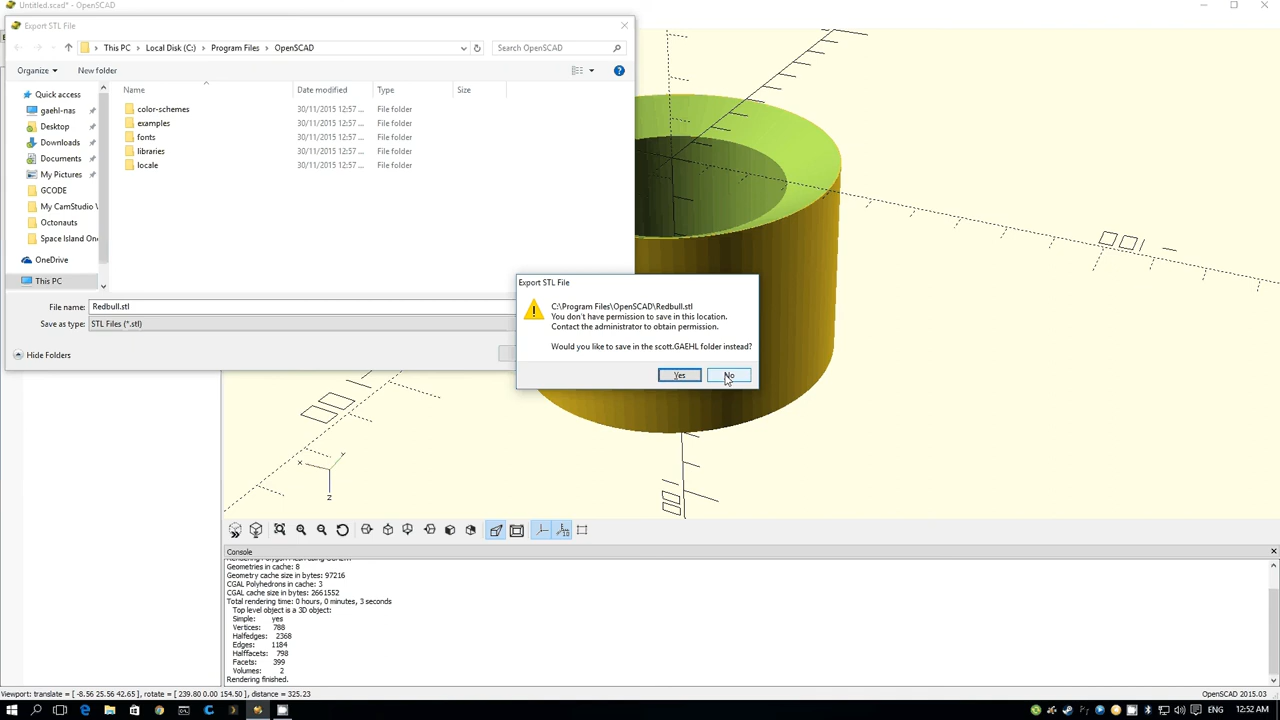 Untitled.scad* - OpenSCAD
Export STL File
This PC
Local Disk (C:)
Program Files
OpenSCAD
Search OpenSCAD
Organize
New folder
Name
Date modified
Type
Size
Quick access
gaehl-nas
Desktop
Downloads
Documents
My Pictures
GCODE
My CamStudio V
Octonauts
Space Island One
OneDrive
This PC
color-schemes 30/11/2015 12:57 ... File folder
examples 30/11/2015 12:57 ... File folder
fonts 30/11/2015 12:57 ... File folder
libraries 30/11/2015 12:57 ... File folder
locale 30/11/2015 12:57 ... File folder
File name: Redbull.stl
Save as type: STL Files (*.stl)
Hide Folders
Export STL File
C:\Program Files\OpenSCAD\Redbull.stl
You don't have permission to save in this location.
Contact the administrator to obtain permission.
Would you like to save in the scott.GAEHL folder instead?
Yes
No
X
Y
Z
Console
Geometries in cache: 8
Geometry cache size in bytes: 97216
CGAL Polyhedrons in cache: 3
CGAL cache size in bytes: 2661552
Total rendering time: 0 hours, 0 minutes, 3 seconds
Top level object is a 3D object:
Simple: yes
Vertices: 788
Halfedges: 2368
Edges: 1184
Halffacets: 798
Facets: 399
Volumes: 2
Rendering finished.
Viewport: translate = [ -8.56 25.56 42.65 ], rotate = [ 239.80 0.00 154.50 ], distance = 325.23
OpenSCAD 2015.03
ENG
12:52 AM